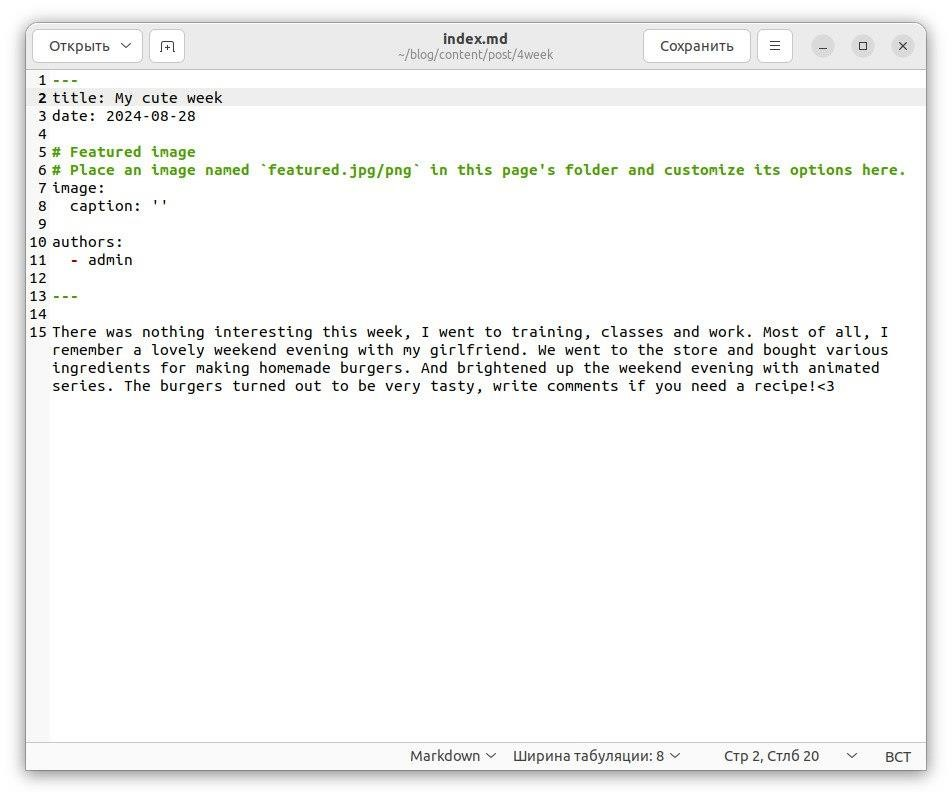 Открыть
index.md
~/blog/content/post/4week
Сохранить
1 ---
2 title: My cute week
3 date: 2024-08-28
4
5 # Featured image
6 # Place an image named `featured.jpg/png` in this page's folder and customize its options here.
7 image:
8   caption: ''
9
10 authors:
11   - admin
12
13 ---
14
15 There was nothing interesting this week, I went to training, classes and work. Most of all, I
remember a lovely weekend evening with my girlfriend. We went to the store and bought various
ingredients for making homemade burgers. And brightened up the weekend evening with animated
series. The burgers turned out to be very tasty, write comments if you need a recipe!<3
Markdown Ширина табуляции: 8 Стр 2, Стлб 20 ВСТ